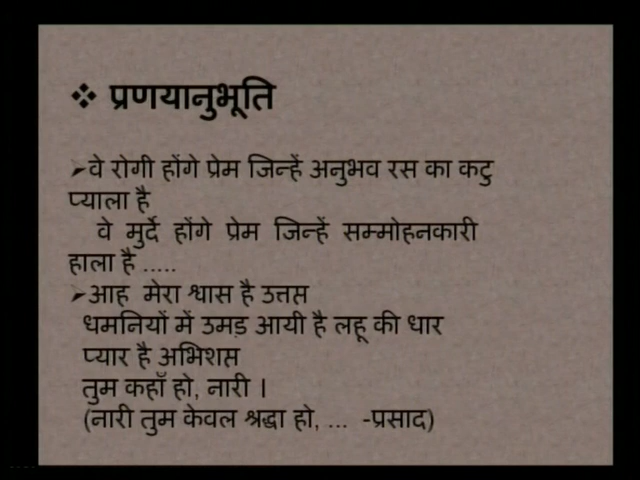 ❖ प्रणयानुभूति
➢वे रोगी होंगे प्रेम जिन्हें अनुभव रस का कटु
प्याला है
वे मुर्दे होंगे प्रेम जिन्हें सम्मोहनकारी
हाला है .....
➢आह मेरा श्वास है उत्तप्त
धमनियों में उमड़ आयी है लहू की धार
प्यार है अभिशप्त
तुम कहाँ हो, नारी ।
(नारी तुम केवल श्रद्धा हो, ... -प्रसाद)